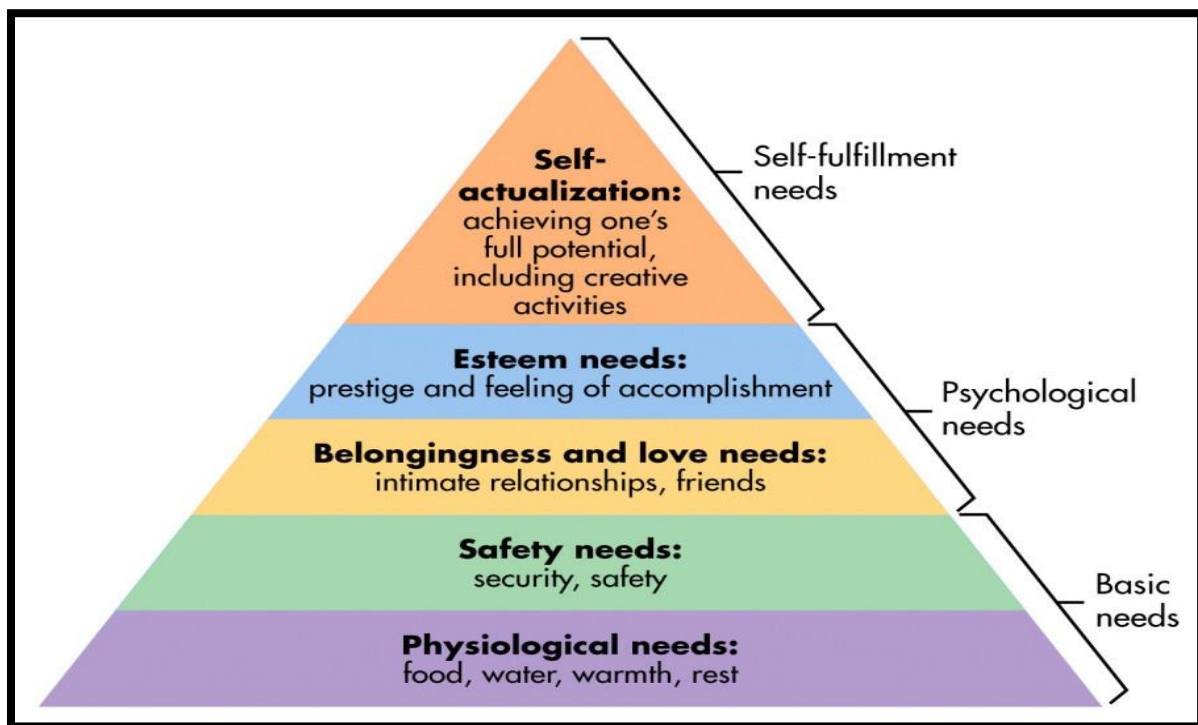 Self-
actualization:
achieving one's
full potential,
including creative
activities
Self-fulfillment
needs
Esteem needs:
prestige and feeling of accomplishment
Psychological
needs
Belongingness and love needs:
intimate relationships, friends
Safety needs:
security, safety
Basic
needs
Physiological needs:
food, water, warmth, rest